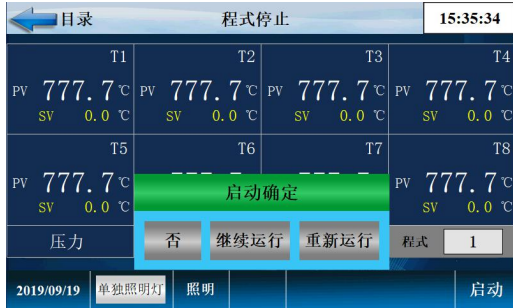 目录 程式停止 15:35:34
T1 T2 T3 T4
PV 777.7℃ PV 777.7℃ PV 777.7℃ PV 777.7℃
SV 0.0℃ SV 0.0℃ SV 0.0℃ SV 0.0℃
T5 T6 T7 T8
PV 777.7℃ PV 777.7℃
SV 0.0℃ SV 0.0℃
启动确定
否 继续运行 重新运行
压力 程式 1
2019/09/19 单独照明灯 照明 启动